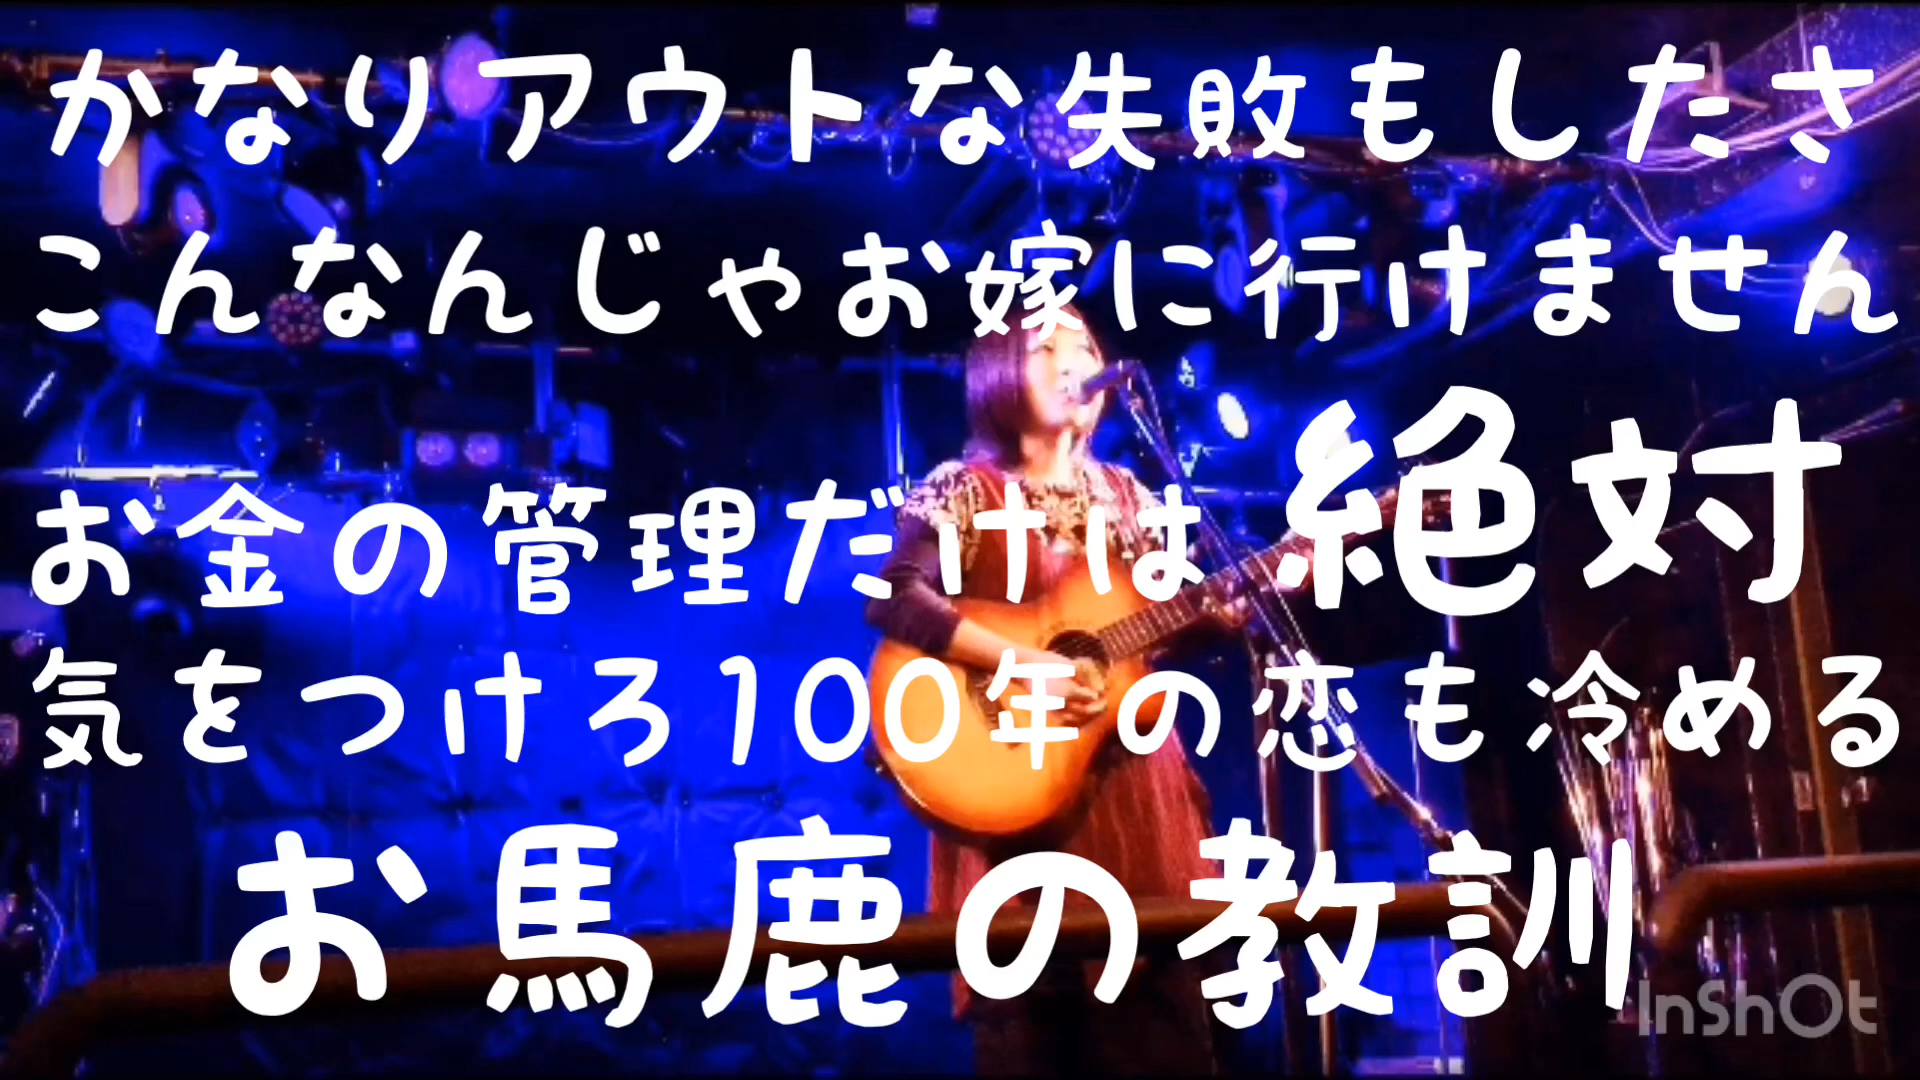 かなりアウトな失敗もしたさ
こんなんじゃお嫁に行けません
お金の管理だけは絶対
気をつけろ100年の恋も冷める
お馬鹿の教訓
InShOt